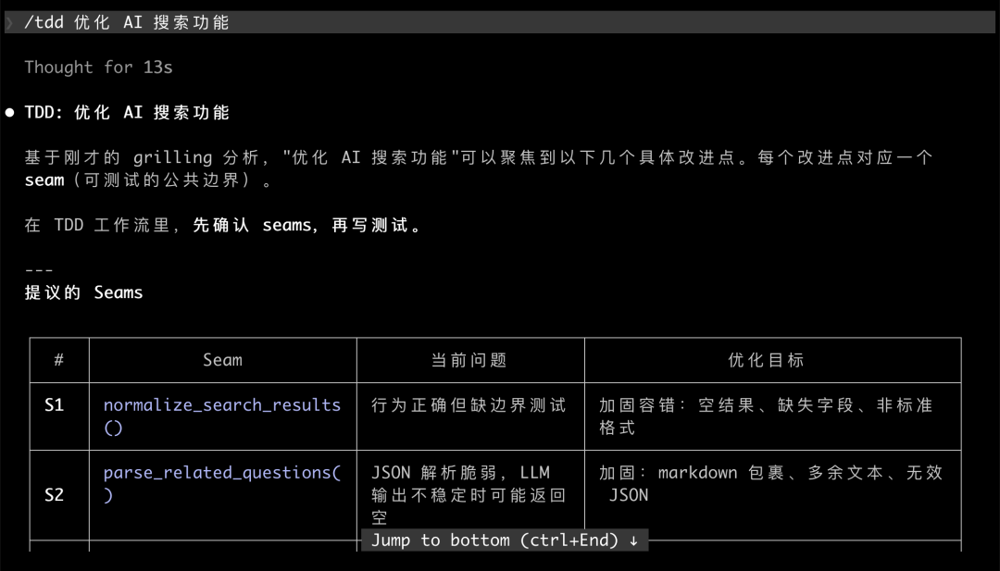 ❯ /tdd 优化 AI 搜索功能
Thought for 13s
● TDD: 优化 AI 搜索功能
基于刚才的 grilling 分析, "优化 AI 搜索功能"可以聚焦到以下几个具体改进点。每个改进点对应一个
seam（可测试的公共边界）。
在 TDD 工作流里, 先确认 seams, 再写测试。
---
提议的 Seams
# Seam 当前问题 优化目标
S1
normalize_search_results
()
行为正确但缺边界测试
加固容错: 空结果、缺失字段、非标准
格式
S2
parse_related_questions(
)
JSON 解析脆弱, LLM
输出不稳定时可能返回
空
加固: markdown 包裹、多余文本、无效
JSON
Jump to bottom (ctrl+End) ↓